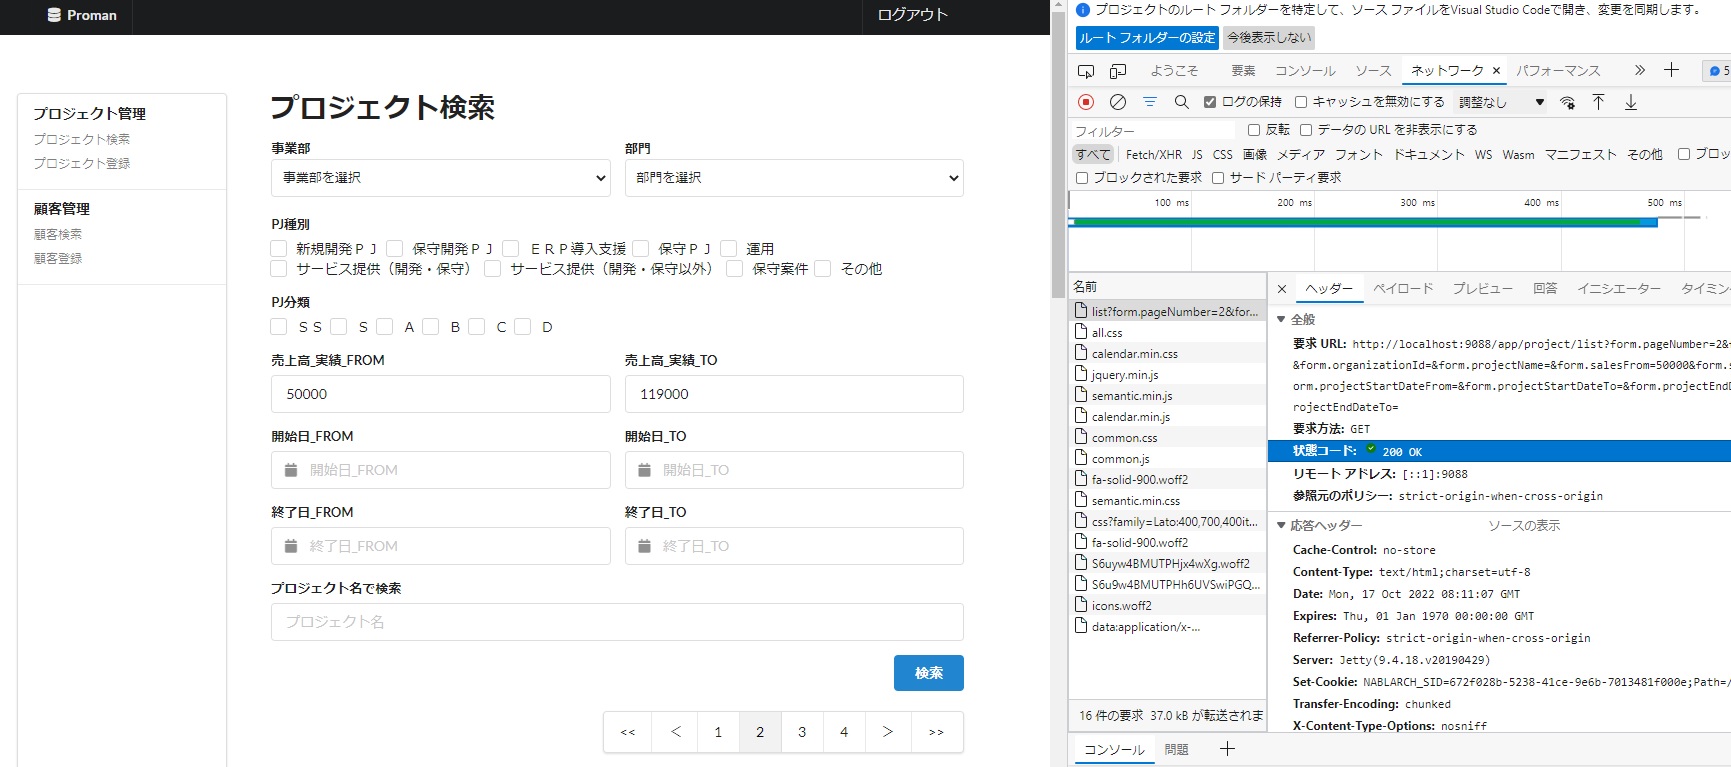 Proman
ログアウト
プロジェクト管理
プロジェクト検索
プロジェクト登録
顧客管理
顧客検索
顧客登録
プロジェクト検索
事業部 部門
事業部を選択 部門を選択
PJ種別
新規開発ＰＪ 保守開発ＰＪ ＥＲＰ導入支援 保守ＰＪ 運用
サービス提供（開発・保守） サービス提供（開発・保守以外） 保守案件 その他
PJ分類
ＳＳ Ｓ Ａ Ｂ Ｃ Ｄ
売上高_実績_FROM 売上高_実績_TO
50000 119000
開始日_FROM 開始日_TO
開始日_FROM 開始日_TO
終了日_FROM 終了日_TO
終了日_FROM 終了日_TO
プロジェクト名で検索
プロジェクト名
検索
<< < 1 2 3 4 > >>
プロジェクトのルート フォルダーを特定して、ソース ファイルをVisual Studio Codeで開き、変更を同期します。
ルート フォルダーの設定 今後表示しない
ようこそ 要素 コンソール ソース ネットワーク × パフォーマンス » + 5
ログの保持 キャッシュを無効にする 調整なし
フィルター 反転 データの URL を非表示にする
すべて Fetch/XHR JS CSS 画像 メディア フォント ドキュメント WS Wasm マニフェスト その他 ブロッ
ブロックされた要求 サード パーティ要求
100 ms 200 ms 300 ms 400 ms 500 ms
名前
list?form.pageNumber=2&for...
all.css
calendar.min.css
jquery.min.js
semantic.min.js
calendar.min.js
common.css
common.js
fa-solid-900.woff2
semantic.min.css
css?family=Lato:400,700,400it...
fa-solid-900.woff2
S6uyw4BMUTPHjx4wXg.woff2
S6u9w4BMUTPHh6UVSwiPGQ...
icons.woff2
data:application/x-...
16 件の要求 37.0 kB が転送されま
× ヘッダー ペイロード プレビュー 回答 イニシエーター タイミン
全般
要求 URL: http://localhost:9088/app/project/list?form.pageNumber=2&
&form.organizationId=&form.projectName=&form.salesFrom=50000&form.s
orm.projectStartDateFrom=&form.projectStartDateTo=&form.projectEndD
rojectEndDateTo=
要求方法: GET
状態コード: 200 OK
リモート アドレス: [::1]:9088
参照元のポリシー: strict-origin-when-cross-origin
応答ヘッダー ソースの表示
Cache-Control: no-store
Content-Type: text/html;charset=utf-8
Date: Mon, 17 Oct 2022 08:11:07 GMT
Expires: Thu, 01 Jan 1970 00:00:00 GMT
Referrer-Policy: strict-origin-when-cross-origin
Server: Jetty(9.4.18.v20190429)
Set-Cookie: NABLARCH_SID=672f028b-5238-41ce-9e6b-7013481f000e;Path=/
Transfer-Encoding: chunked
X-Content-Type-Options: nosniff
コンソール 問題 +